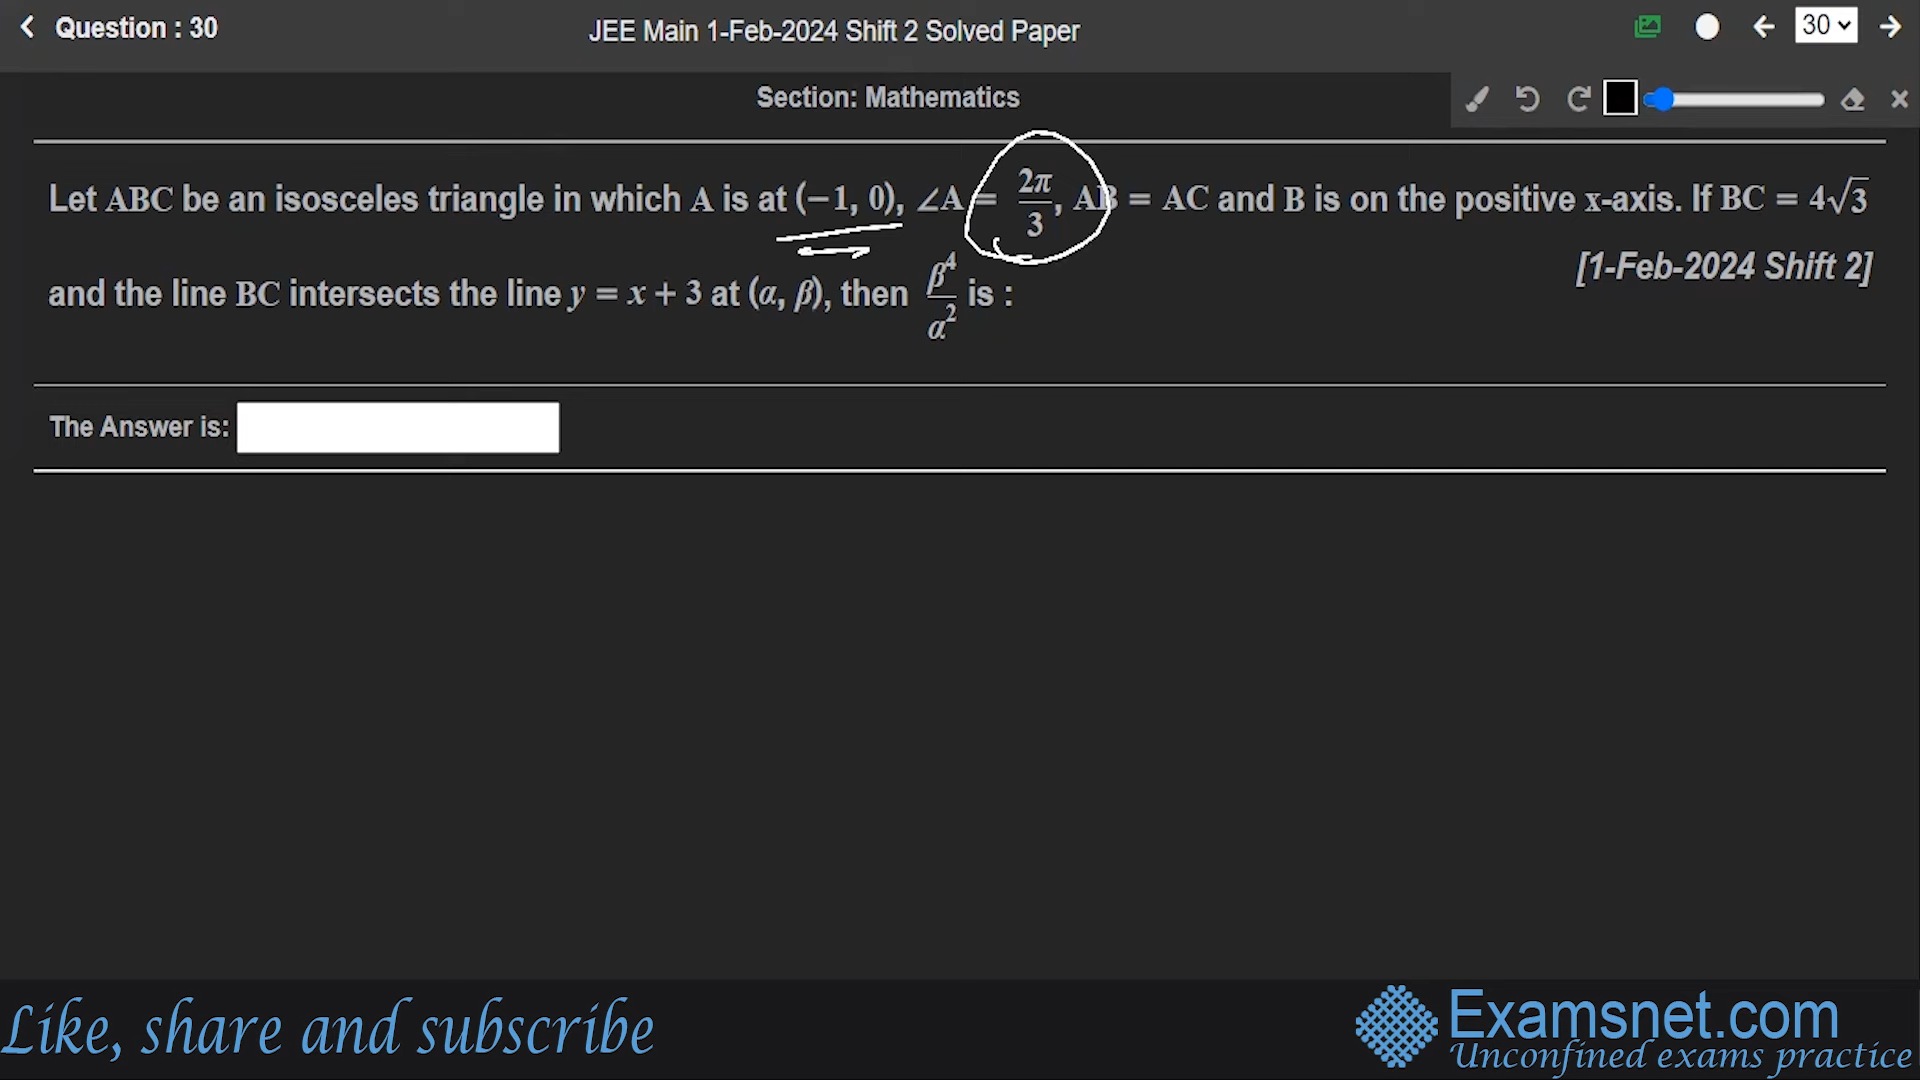 Question : 30
JEE Main 1-Feb-2024 Shift 2 Solved Paper
30
Section: Mathematics
Let ABC be an isosceles triangle in which A is at (−1, 0), ∠A = 2π/3, AB = AC and B is on the positive x-axis. If BC = 4√3
[1-Feb-2024 Shift 2]
and the line BC intersects the line y = x + 3 at (α, β), then β⁴/α² is :
The Answer is:
Like, share and subscribe
Examsnet.com
Unconfined exams practice